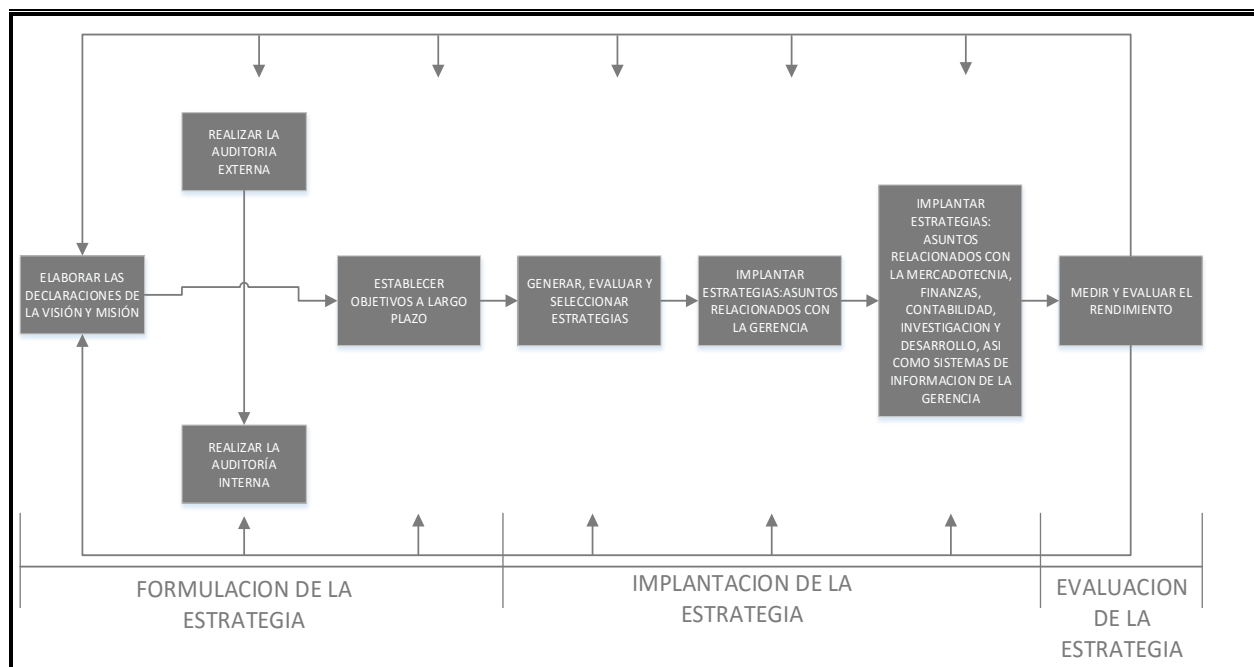 REALIZAR LA
AUDITORIA
EXTERNA
ELABORAR LAS
DECLARACIONES DE
LA VISIÓN Y MISIÓN
REALIZAR LA
AUDITORÍA
INTERNA
ESTABLECER
OBJETIVOS A LARGO
PLAZO
GENERAR, EVALUAR Y
SELECCIONAR
ESTRATEGIAS
IMPLANTAR
ESTRATEGIAS:ASUNTOS
RELACIONADOS CON
LA GERENCIA
IMPLANTAR
ESTRATEGIAS:
ASUNTOS
RELACIONADOS CON
LA MERCADOTECNIA,
FINANZAS,
CONTABILIDAD,
INVESTIGACION Y
DESARROLLO, ASI
COMO SISTEMAS DE
INFORMACION DE LA
GERENCIA
MEDIR Y EVALUAR EL
RENDIMIENTO
FORMULACION DE LA
ESTRATEGIA
IMPLANTACION DE LA
ESTRATEGIA
EVALUACION
DE LA
ESTRATEGIA